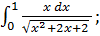 ∫₀¹ x dx / √(x²+2x+2) ;